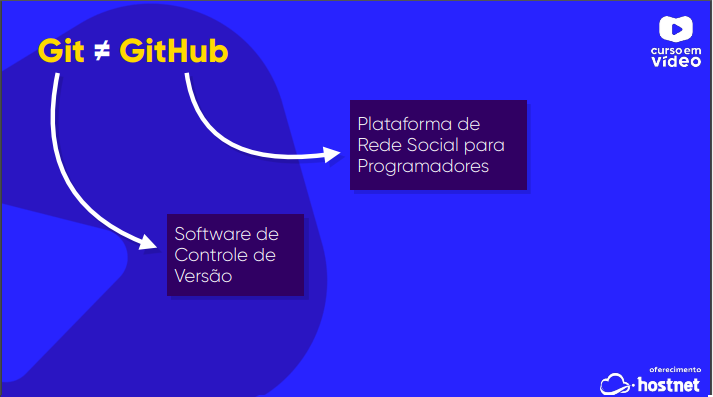 Git ≠ GitHub
curso em
vídeo
Plataforma de
Rede Social para
Programadores
Software de
Controle de
Versão
oferecimento
hostnet